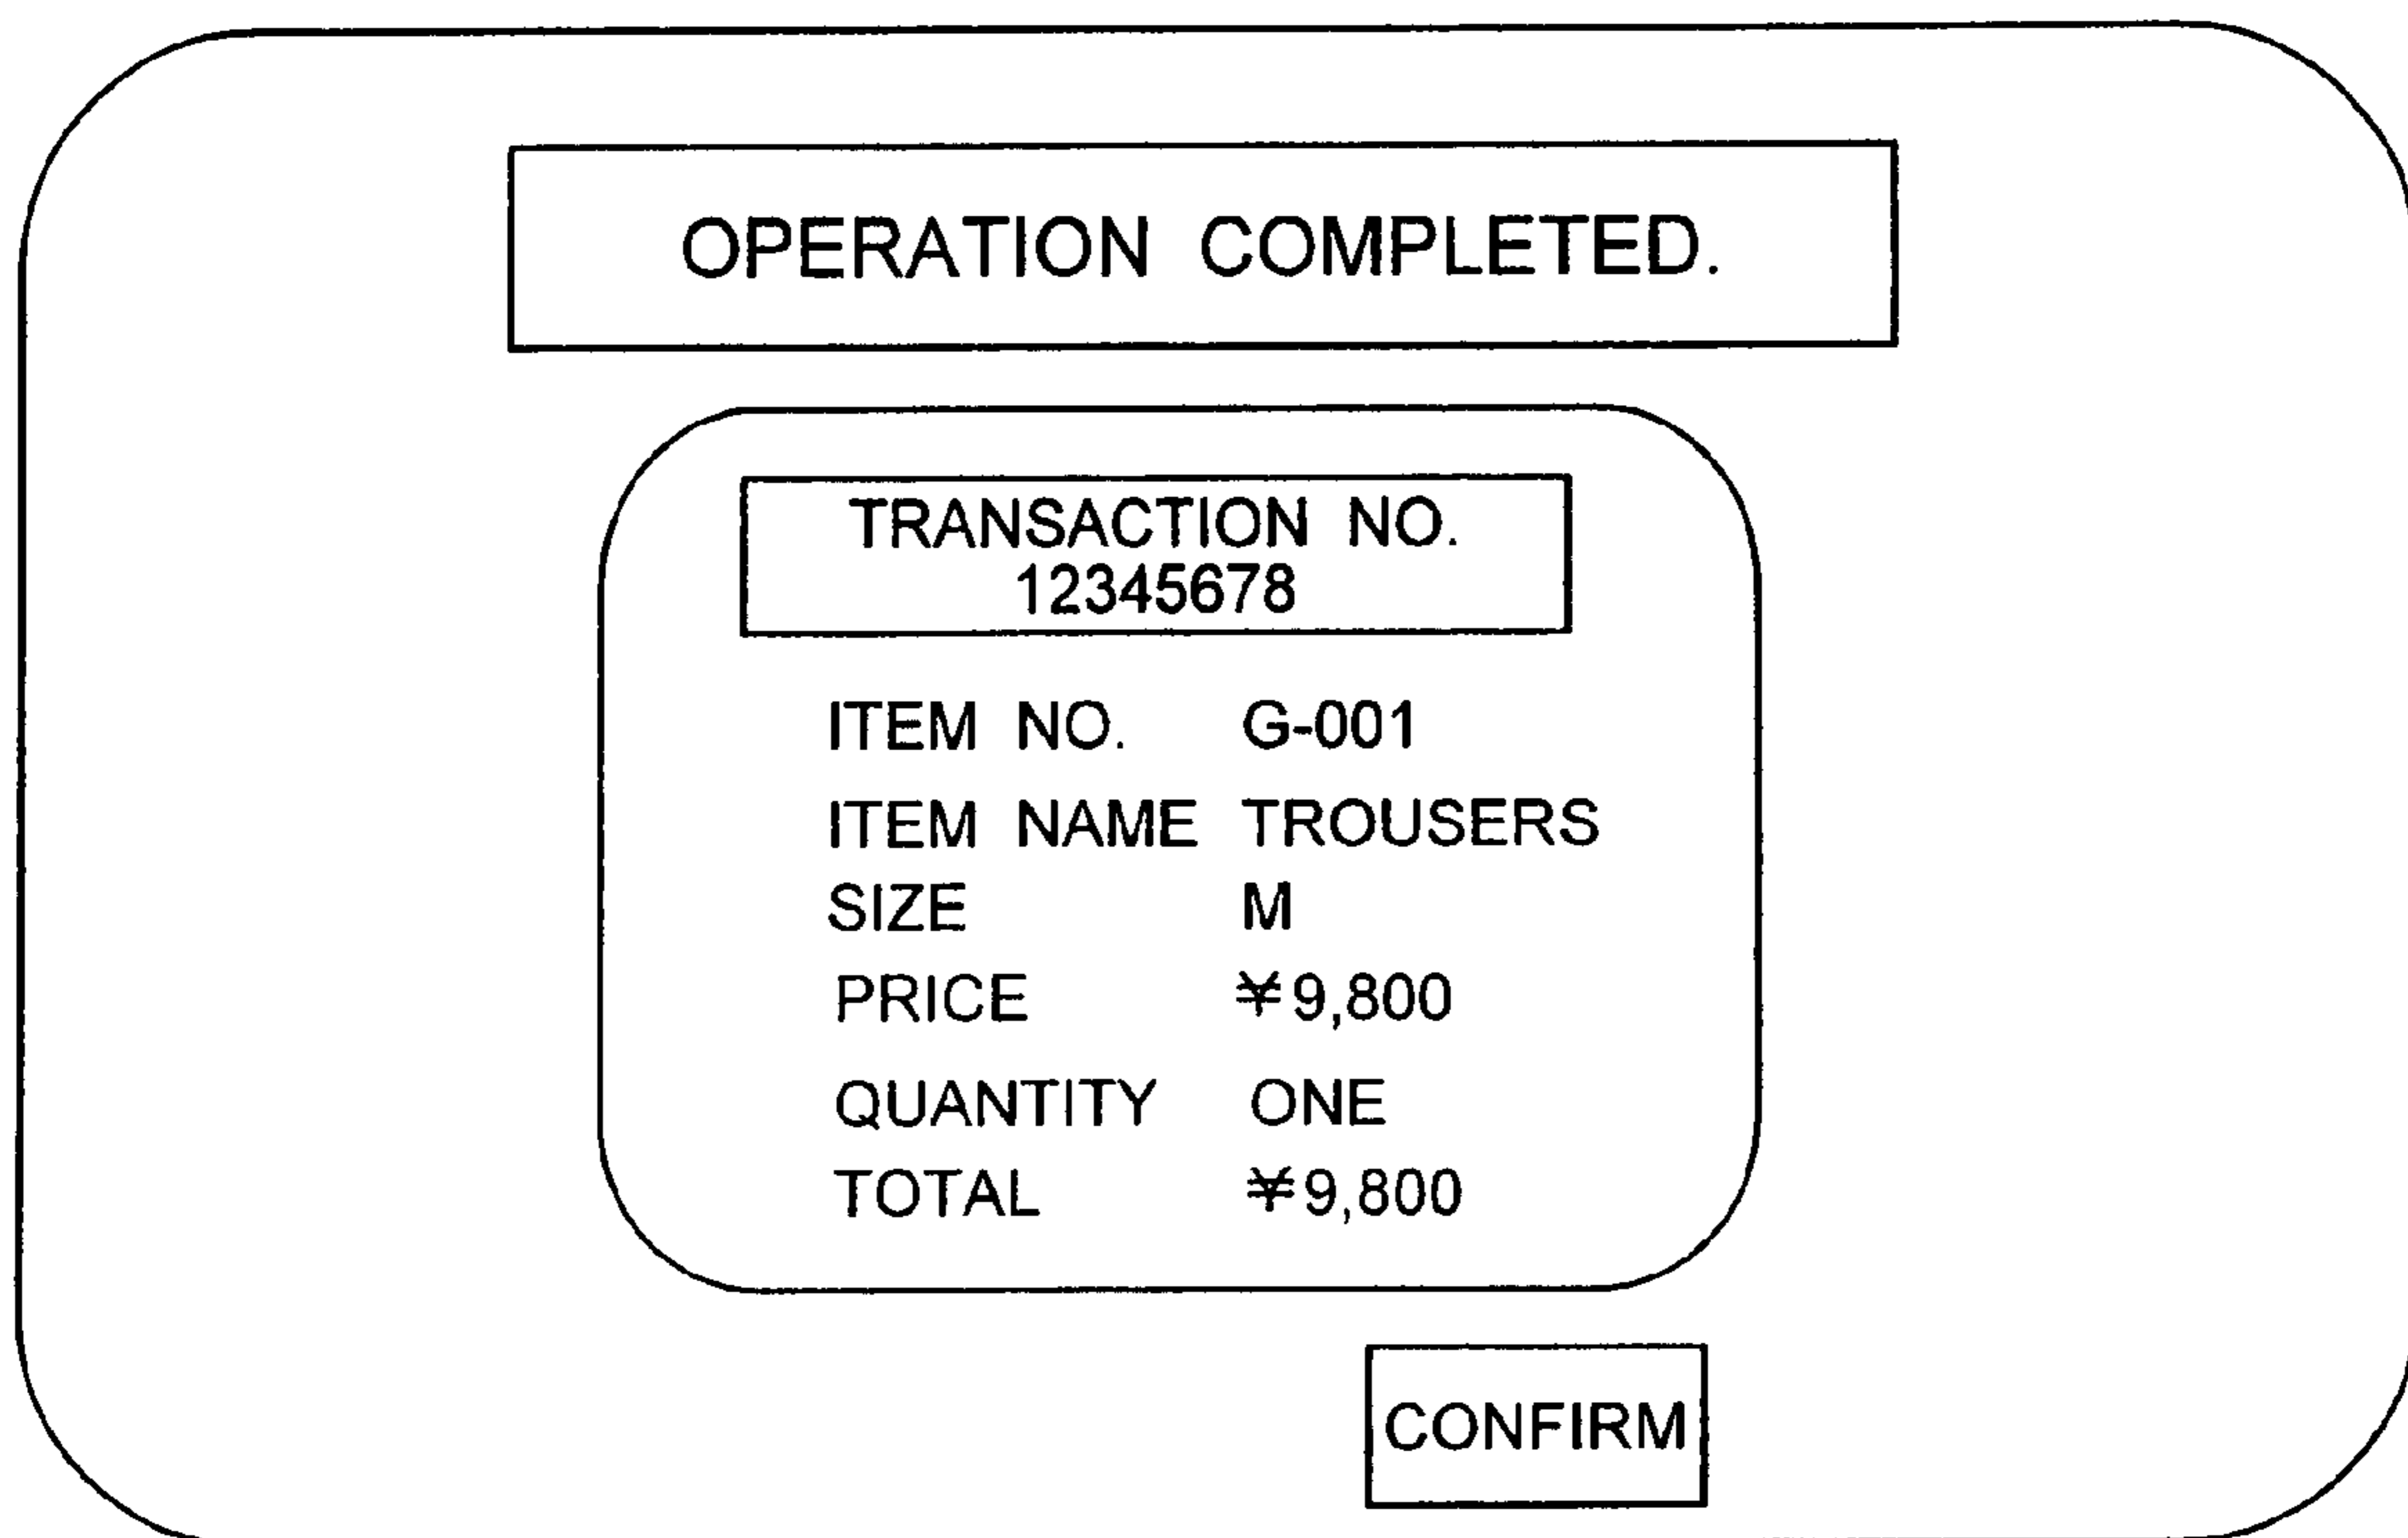 OPERATION COMPLETED.
TRANSACTION NO.
12345678
ITEM NO. G-001
ITEM NAME TROUSERS
SIZE M
PRICE ¥9,800
QUANTITY ONE
TOTAL ¥9,800
CONFIRM